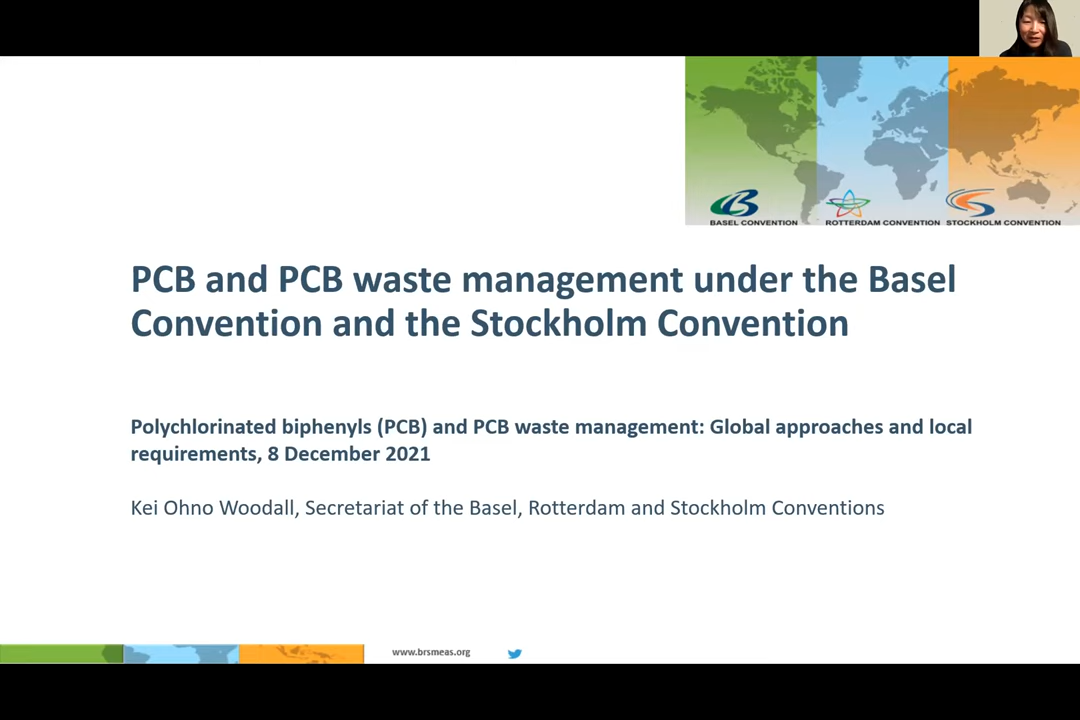 BASEL CONVENTION
ROTTERDAM CONVENTION
STOCKHOLM CONVENTION
PCB and PCB waste management under the Basel
Convention and the Stockholm Convention
Polychlorinated biphenyls (PCB) and PCB waste management: Global approaches and local
requirements, 8 December 2021
Kei Ohno Woodall, Secretariat of the Basel, Rotterdam and Stockholm Conventions
www.brsmeas.org